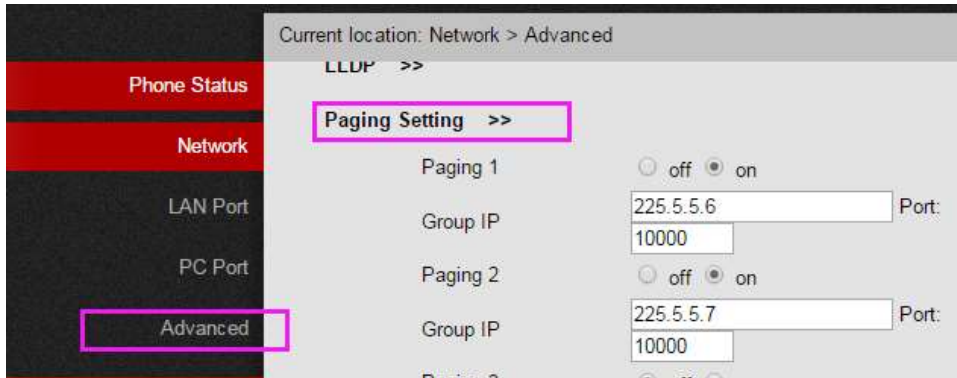 Current location: Network > Advanced
LLDP >>
Phone Status
Paging Setting >>
Network
Paging 1 off on
LAN Port
Group IP 225.5.5.6 Port:
10000
PC Port
Paging 2 off on
Advanced
Group IP 225.5.5.7 Port:
10000